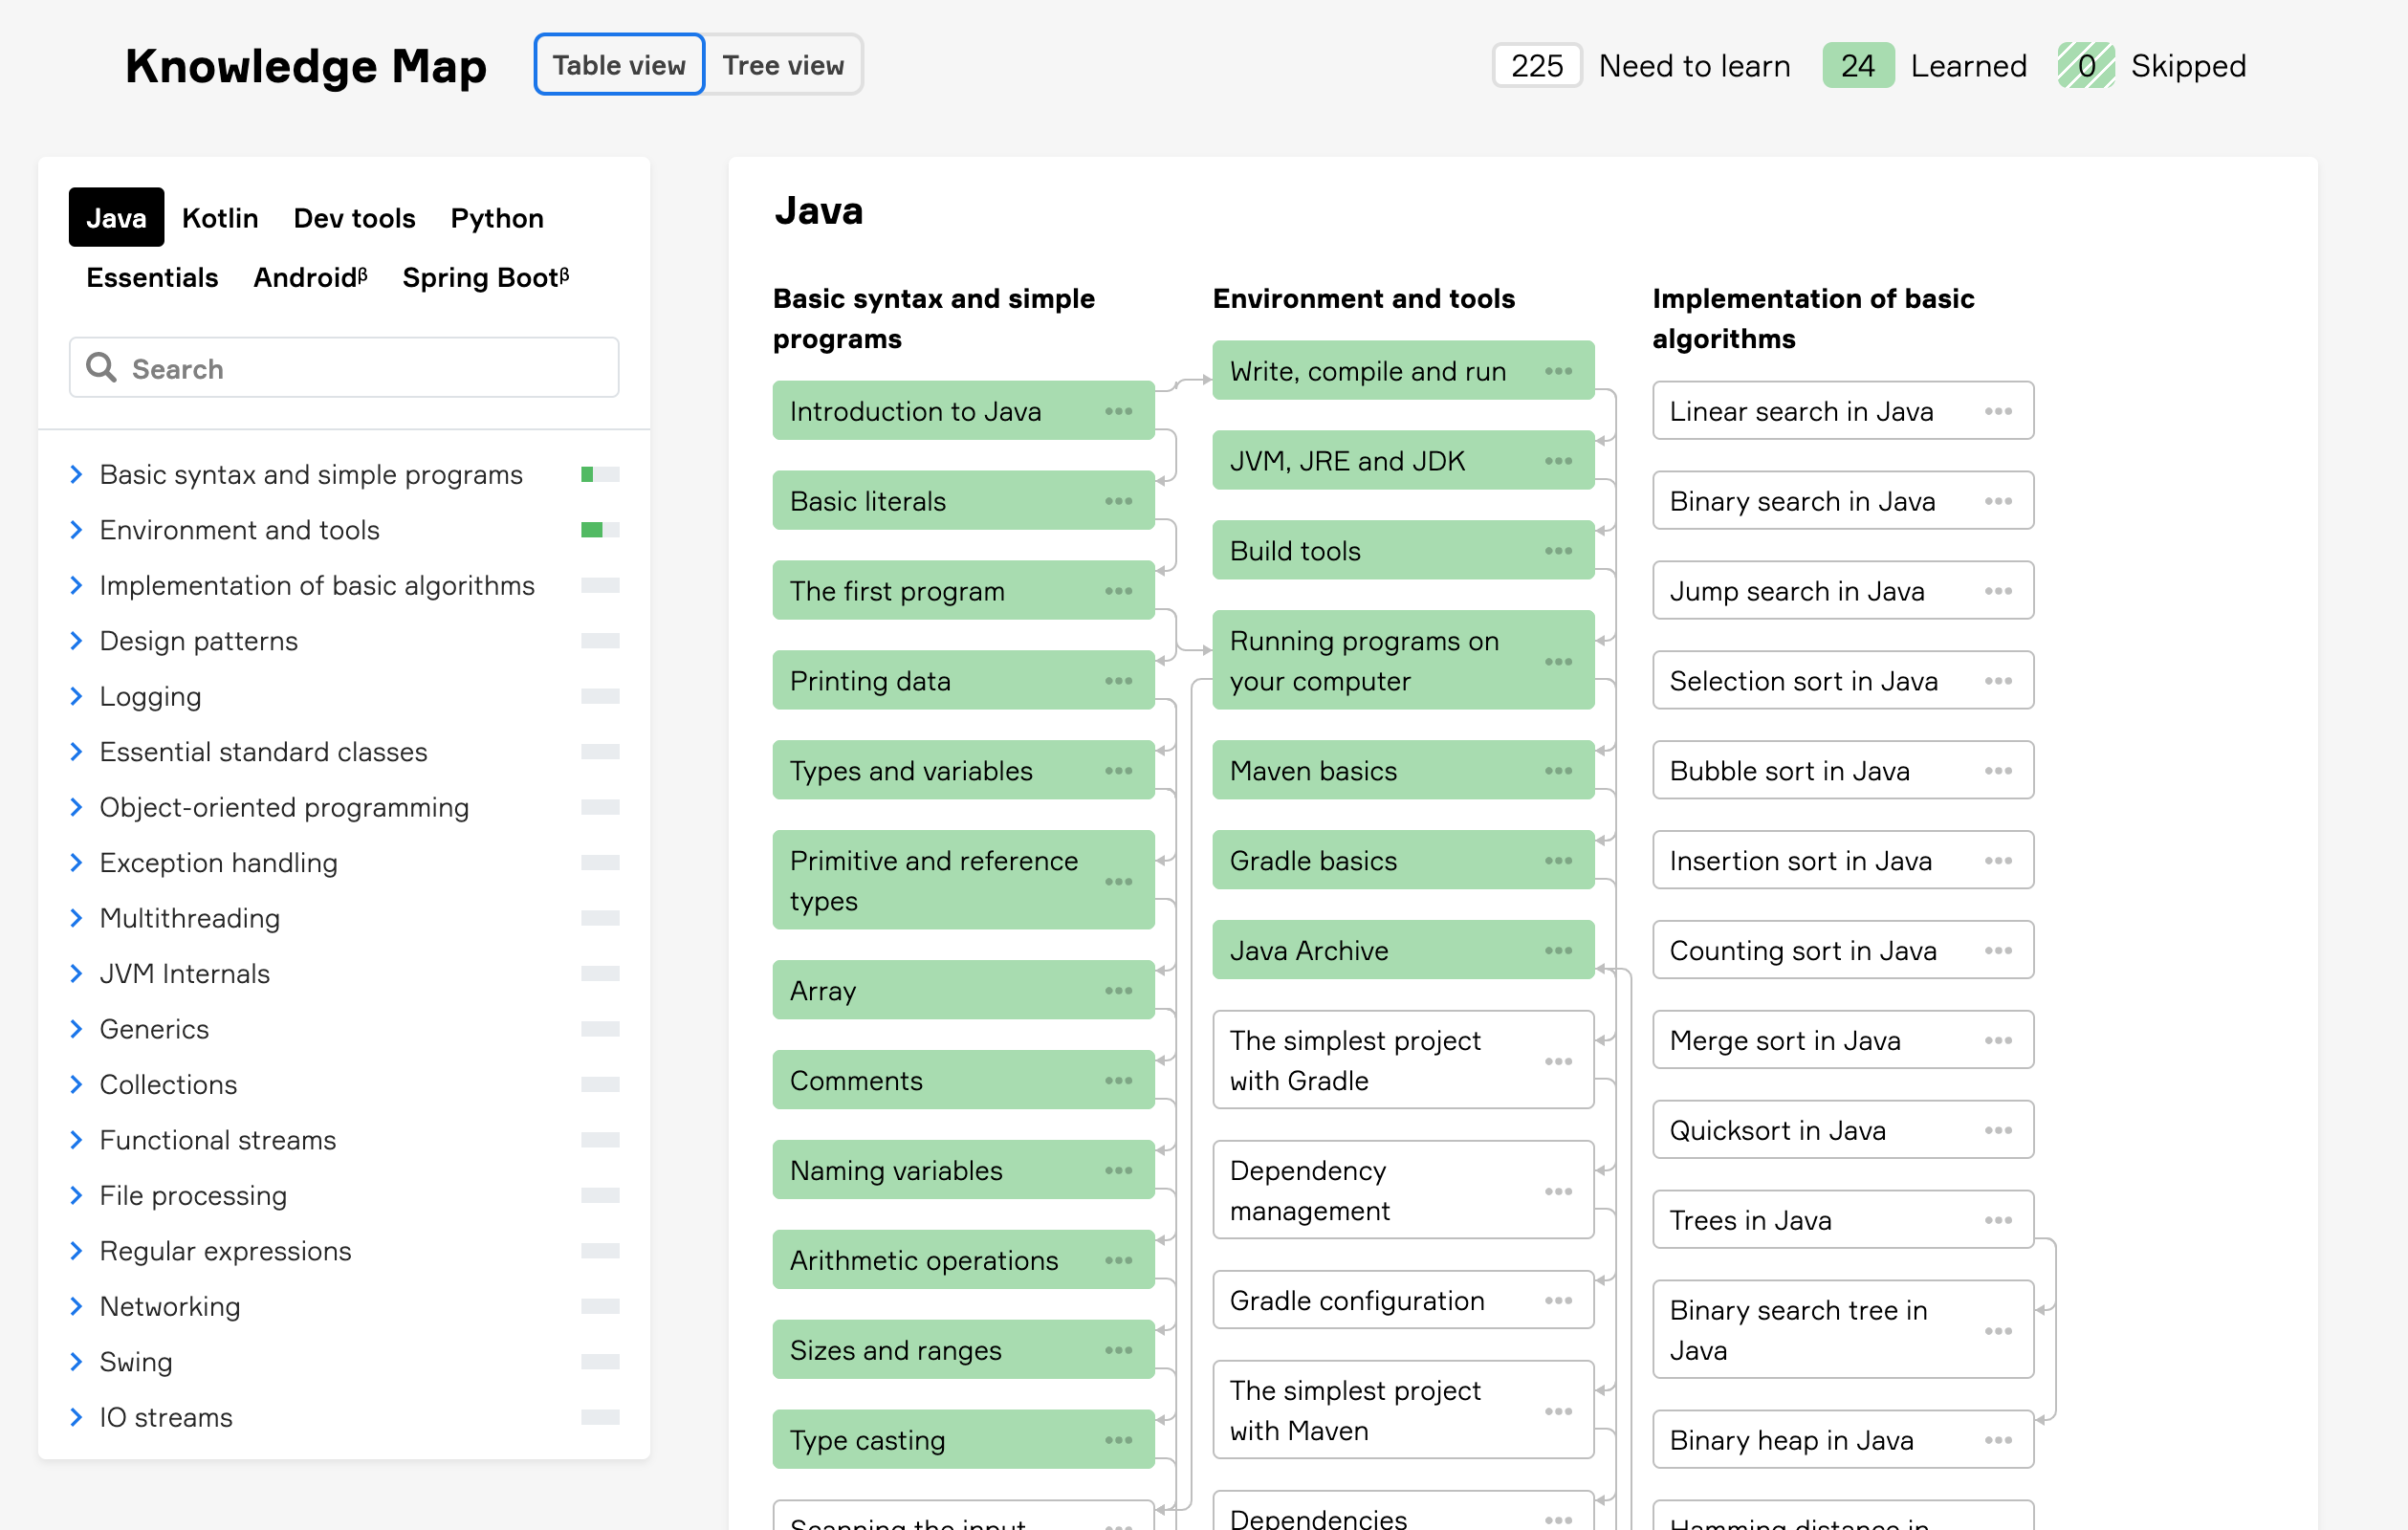 Knowledge Map
Table view
Tree view
225 Need to learn
24 Learned
0 Skipped
Java
Kotlin
Dev tools
Python
Essentials
Androidᵝ
Spring Bootᵝ
Search
Basic syntax and simple programs
Environment and tools
Implementation of basic algorithms
Design patterns
Logging
Essential standard classes
Object-oriented programming
Exception handling
Multithreading
JVM Internals
Generics
Collections
Functional streams
File processing
Regular expressions
Networking
Swing
IO streams
Java
Basic syntax and simple
programs
Introduction to Java
Basic literals
The first program
Printing data
Types and variables
Primitive and reference
types
Array
Comments
Naming variables
Arithmetic operations
Sizes and ranges
Type casting
Scanning the input
Environment and tools
Write, compile and run
JVM, JRE and JDK
Build tools
Running programs on
your computer
Maven basics
Gradle basics
Java Archive
The simplest project
with Gradle
Dependency
management
Gradle configuration
The simplest project
with Maven
Dependencies
Implementation of basic
algorithms
Linear search in Java
Binary search in Java
Jump search in Java
Selection sort in Java
Bubble sort in Java
Insertion sort in Java
Counting sort in Java
Merge sort in Java
Quicksort in Java
Trees in Java
Binary search tree in
Java
Binary heap in Java
Hamming distance in